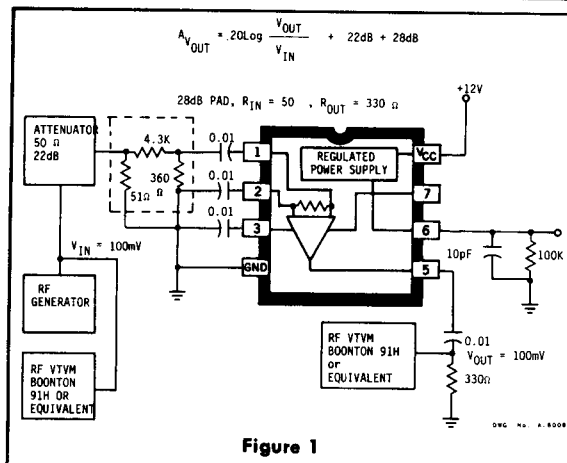 A_VOUT = .20Log V_OUT / V_IN + 22dB + 28dB
28dB PAD, R_IN = 50 , R_OUT = 330 Ω
+12V
ATTENUATOR
50 Ω
22dB
4.3K
51Ω
360
Ω
0.01
0.01
0.01
1
2
3
GND
REGULATED
POWER SUPPLY
VCC
7
6
5
10pF
100K
V_IN = 100mV
RF
GENERATOR
RF VTVM
BOONTON
91H OR
EQUIVALENT
RF VTVM
BOONTON 91H
or
EQUIVALENT
0.01
V_OUT = 100mV
330Ω
DWG No. A-8008
Figure 1